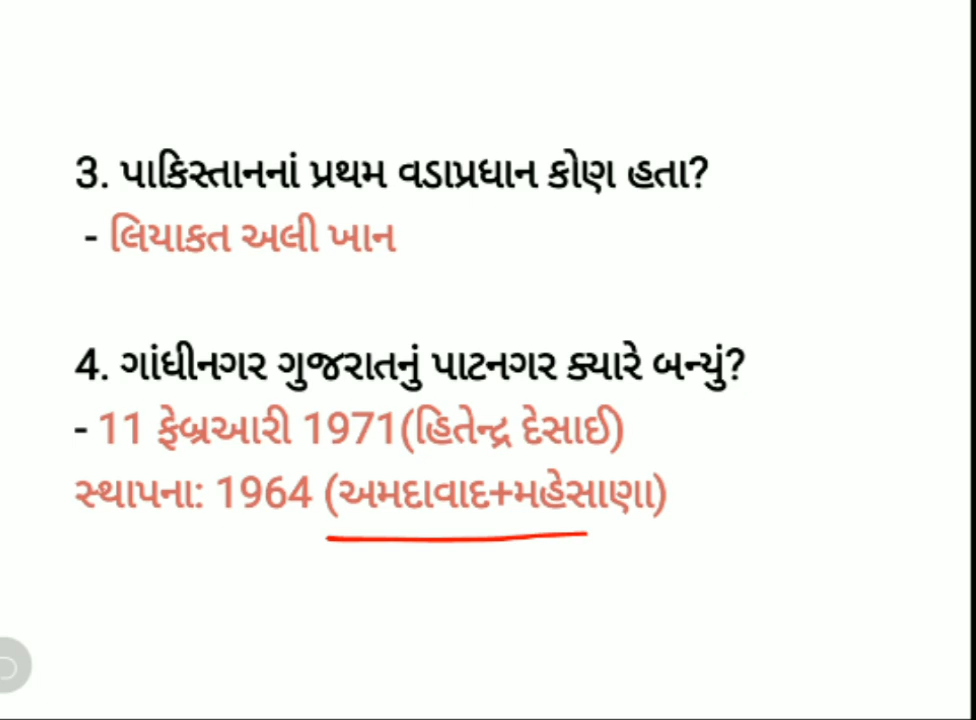 3. પાકિસ્તાનનાં પ્રથમ વડાપ્રધાન કોણ હતા?
- લિયાકત અલી ખાન
4. ગાંધીનગર ગુજરાતનું પાટનગર ક્યારે બન્યું?
- 11 ફેબ્રઆરી 1971(હિતેન્દ્ર દેસાઈ)
સ્થાપના: 1964 (અમદાવાદ+મહેસાણા)